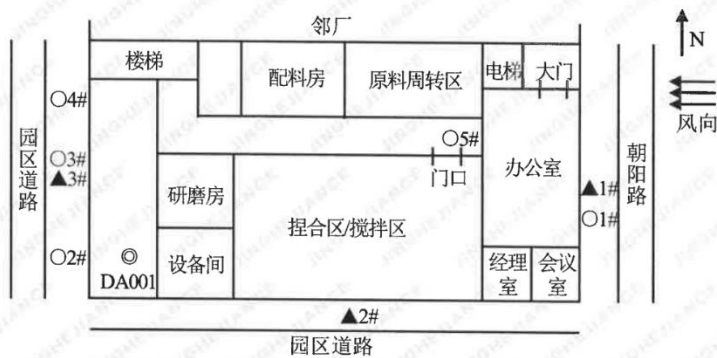 邻厂
N
楼梯
配料房
原料周转区
电梯
大门
风向
○4#
○5#
园区道路
○3#
▲3#
门口
办公室
朝阳路
研磨房
捏合区/搅拌区
▲1#
○1#
○2#
◎
DA001
设备间
经理
室
会议
室
▲2#
园区道路
JINGHEJIANCE